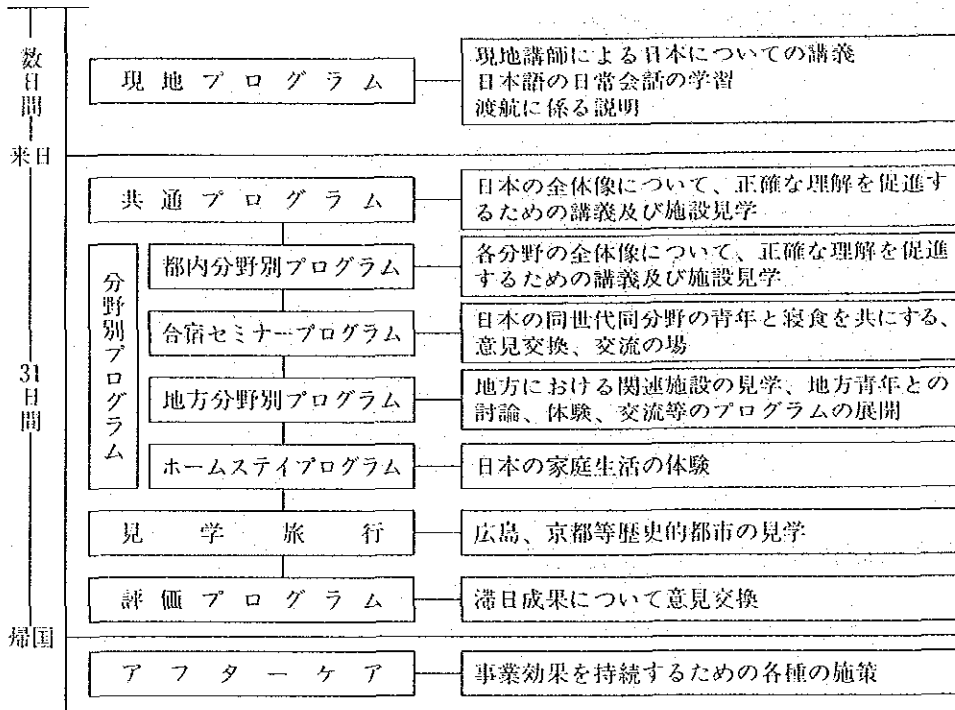 数日間
現地プログラム
現地講師による日本についての講義
日本語の日常会話の学習
渡航に係る説明
来日
31日間
共通プログラム
日本の全体像について、正確な理解を促進す
るための講義及び施設見学
分野別プログラム
都内分野別プログラム
各分野の全体像について、正確な理解を促進
するための講義及び施設見学
合宿セミナープログラム
日本の同世代同分野の青年と寝食を共にする、
意見交換、交流の場
地方分野別プログラム
地方における関連施設の見学、地方青年との
討論、体験、交流等のプログラムの展開
ホームステイプログラム
日本の家庭生活の体験
見学旅行
広島、京都等歴史的都市の見学
評価プログラム
滞日成果について意見交換
帰国
アフターケア
事業効果を持続するための各種の施策